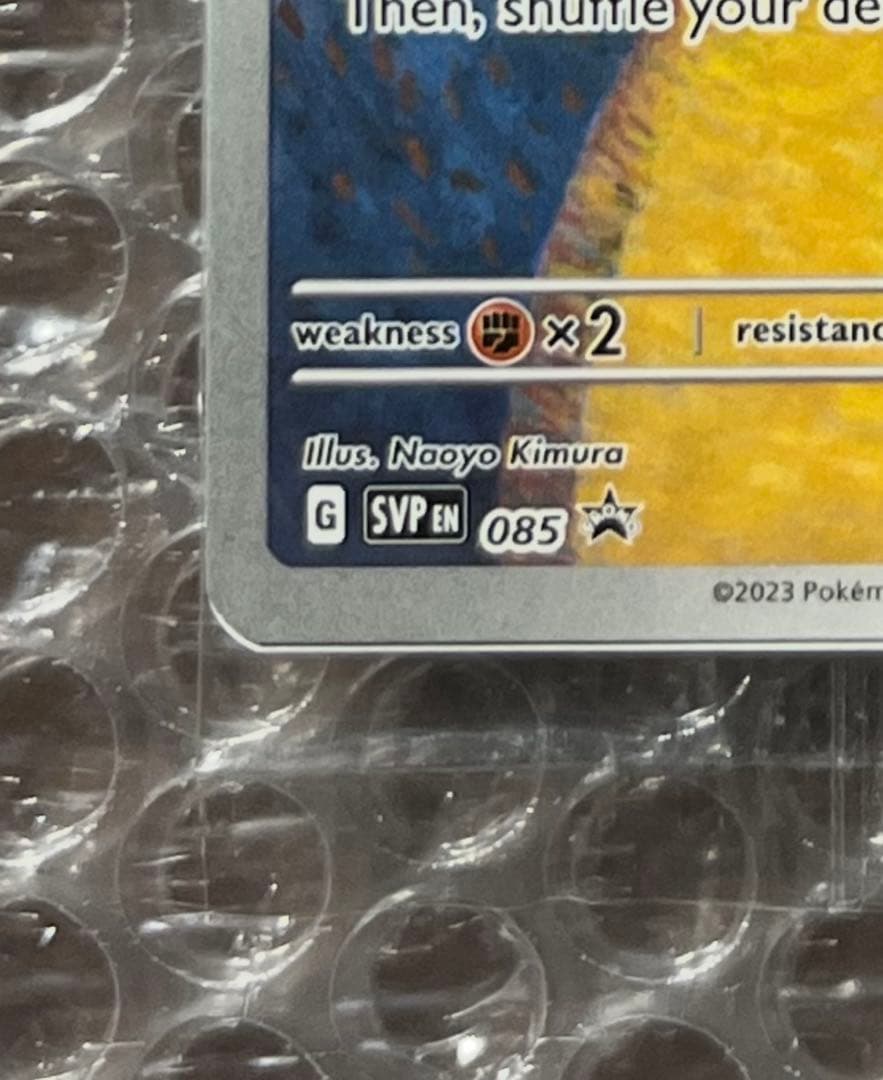 Then, shuffle your de
weakness ×2 | resistanc
Illus. Naoyo Kimura
G SVP EN 085
©2023 Pokém